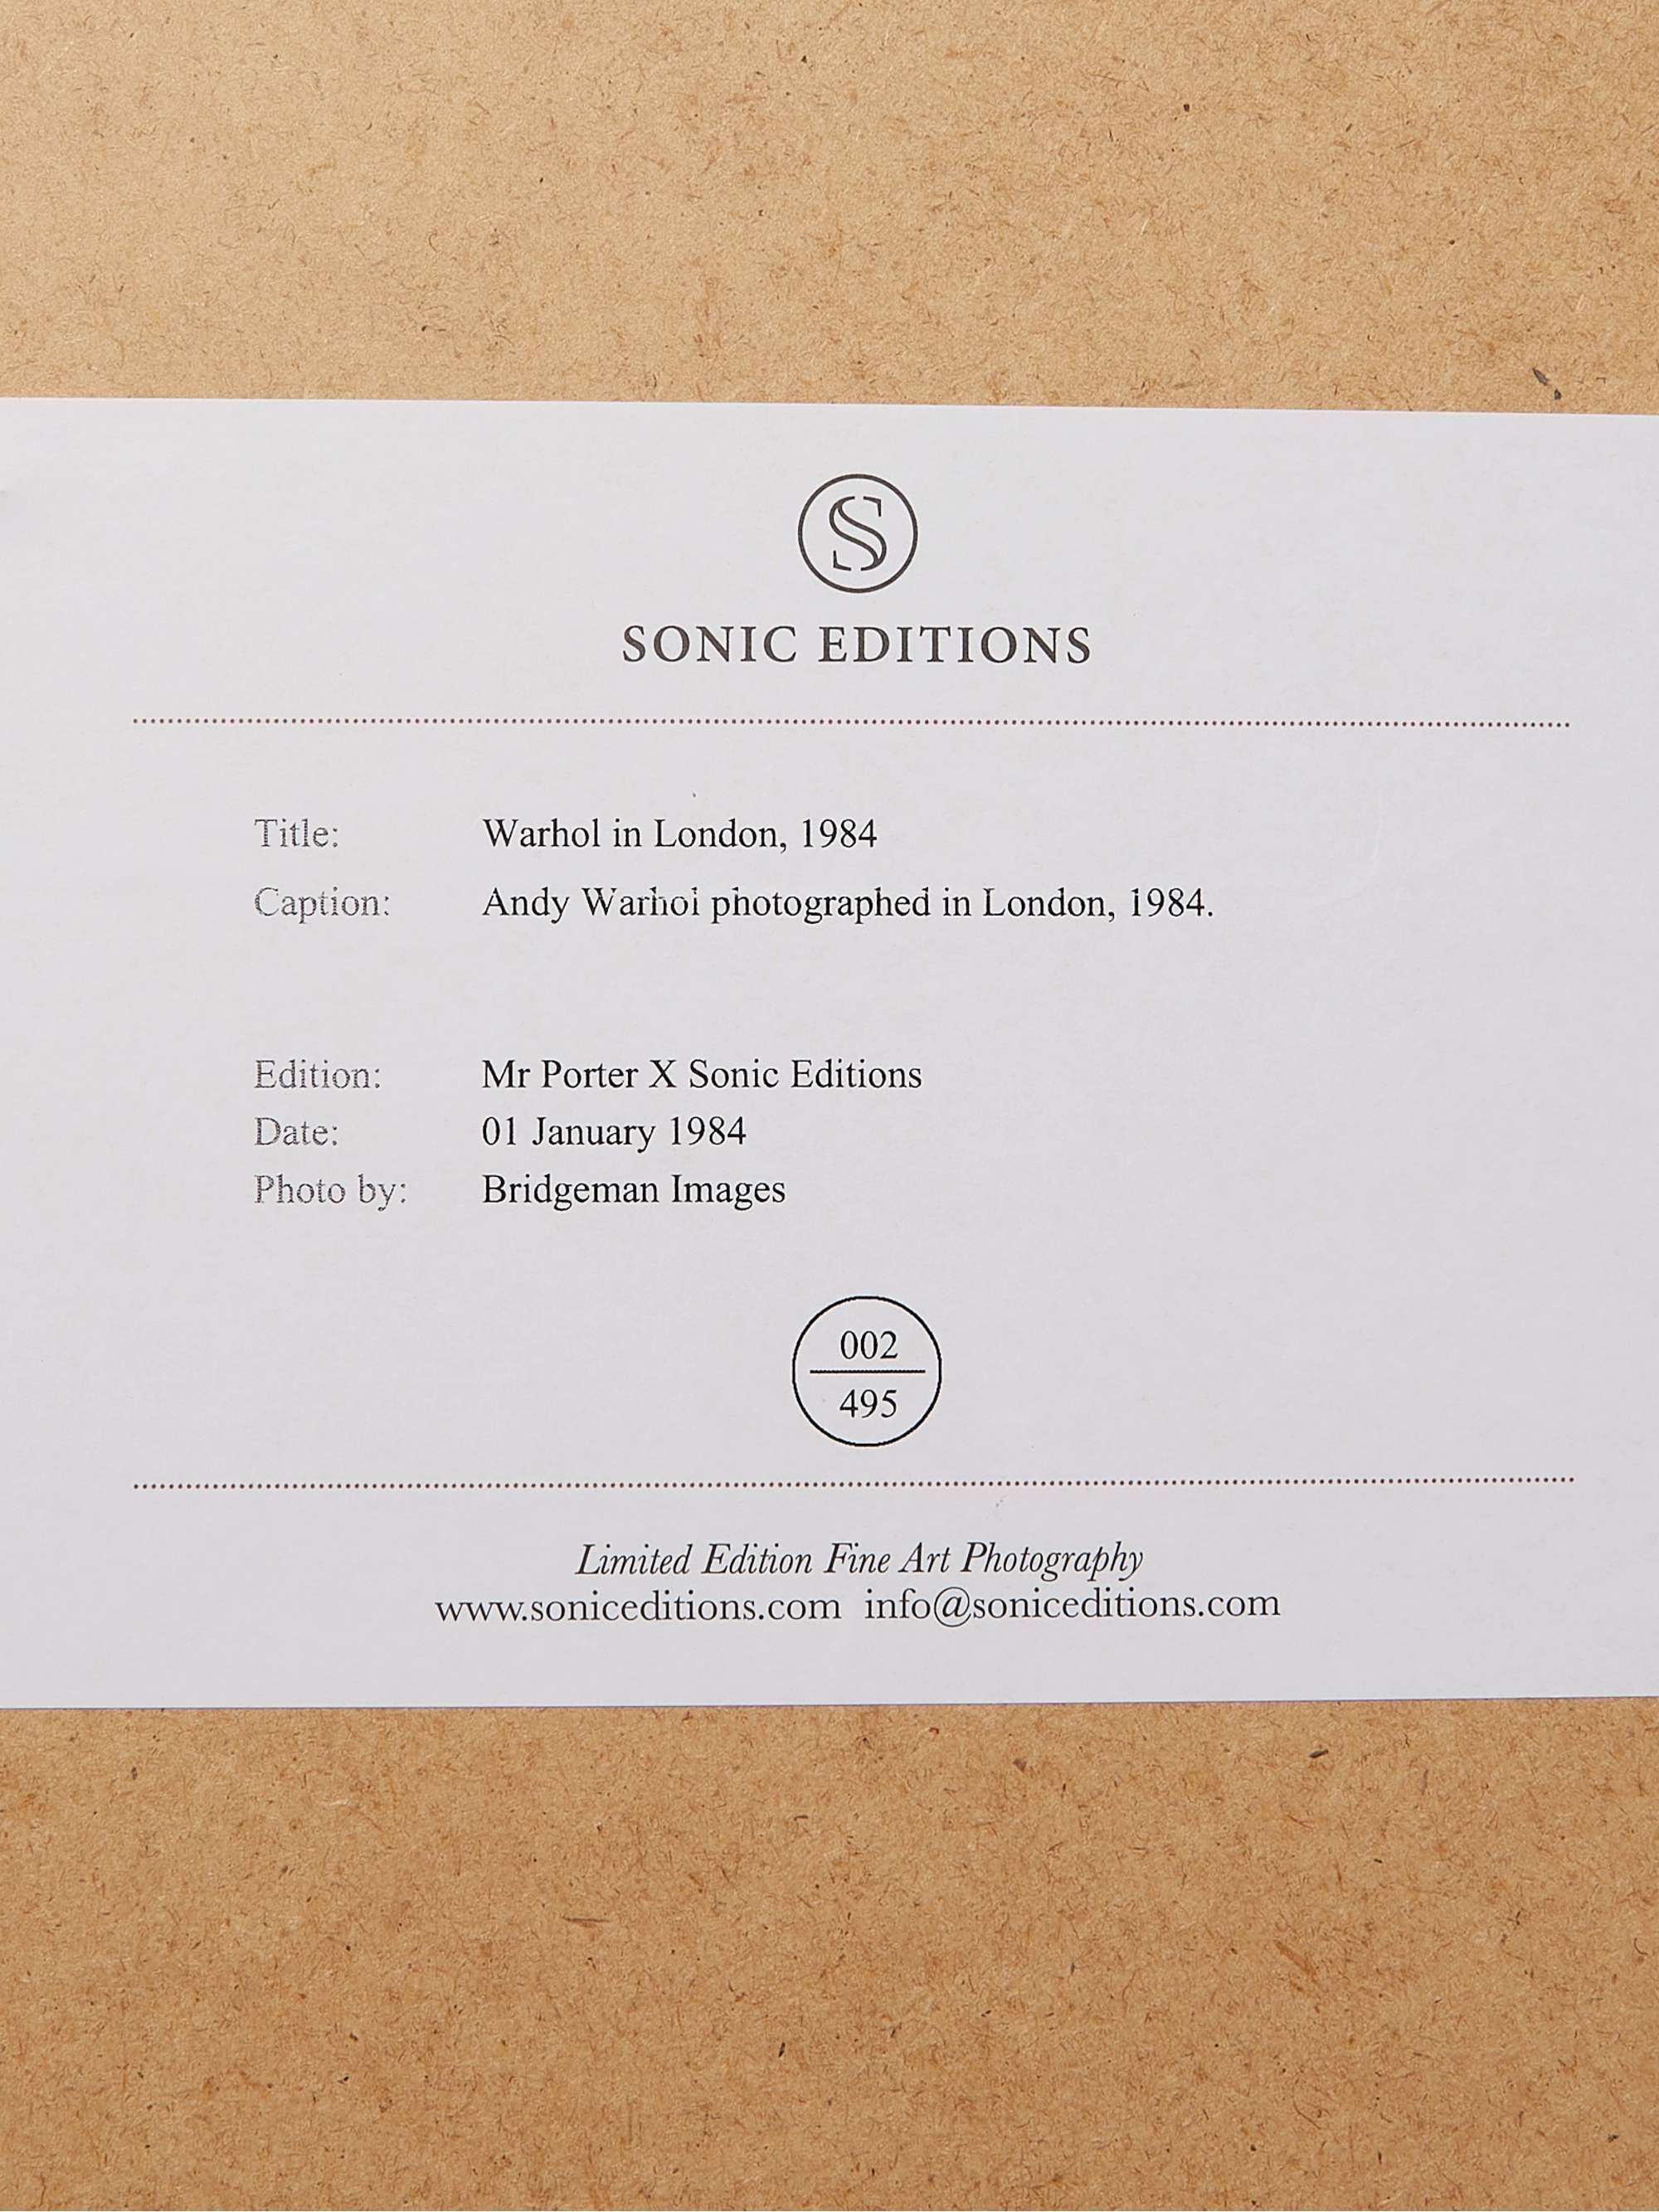 S
SONIC EDITIONS
Title: Warhol in London, 1984
Caption: Andy Warhol photographed in London, 1984.
Edition: Mr Porter X Sonic Editions
Date: 01 January 1984
Photo by: Bridgeman Images
002
495
Limited Edition Fine Art Photography
www.soniceditions.com info@soniceditions.com